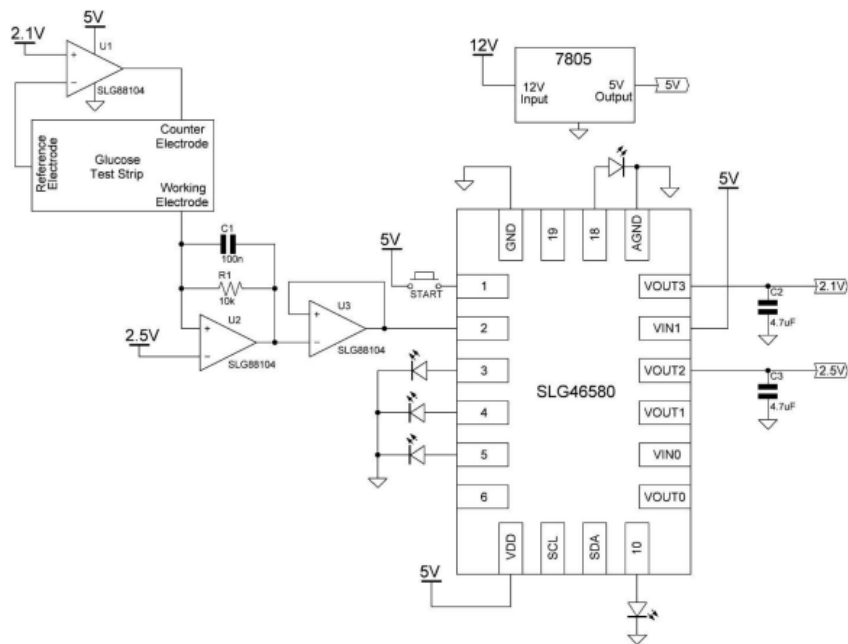 5V
2.1V
U1
+
−
SLG88104
Counter
Electrode
Reference
Electrode
Glucose
Test Strip
Working
Electrode
C1
100n
R1
10k
U2
+
−
SLG88104
2.5V
U3
+
−
SLG88104
12V
7805
12V
Input
5V
Output
5V
5V
START
GND
19
18
AGND
5V
1
2
3
4
5
6
SLG46580
VOUT3
VIN1
VOUT2
VOUT1
VIN0
VOUT0
2.1V
C2
4.7uF
2.5V
C3
4.7uF
VDD
SCL
SDA
10
5V